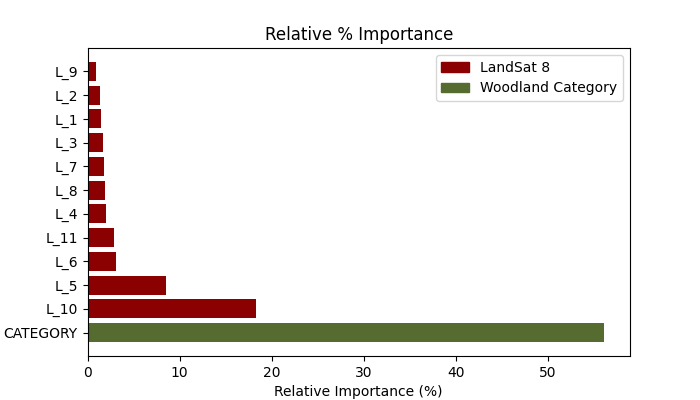 Relative % Importance
LandSat 8
Woodland Category
L_9
L_2
L_1
L_3
L_7
L_8
L_4
L_11
L_6
L_5
L_10
CATEGORY
0 10 20 30 40 50
Relative Importance (%)